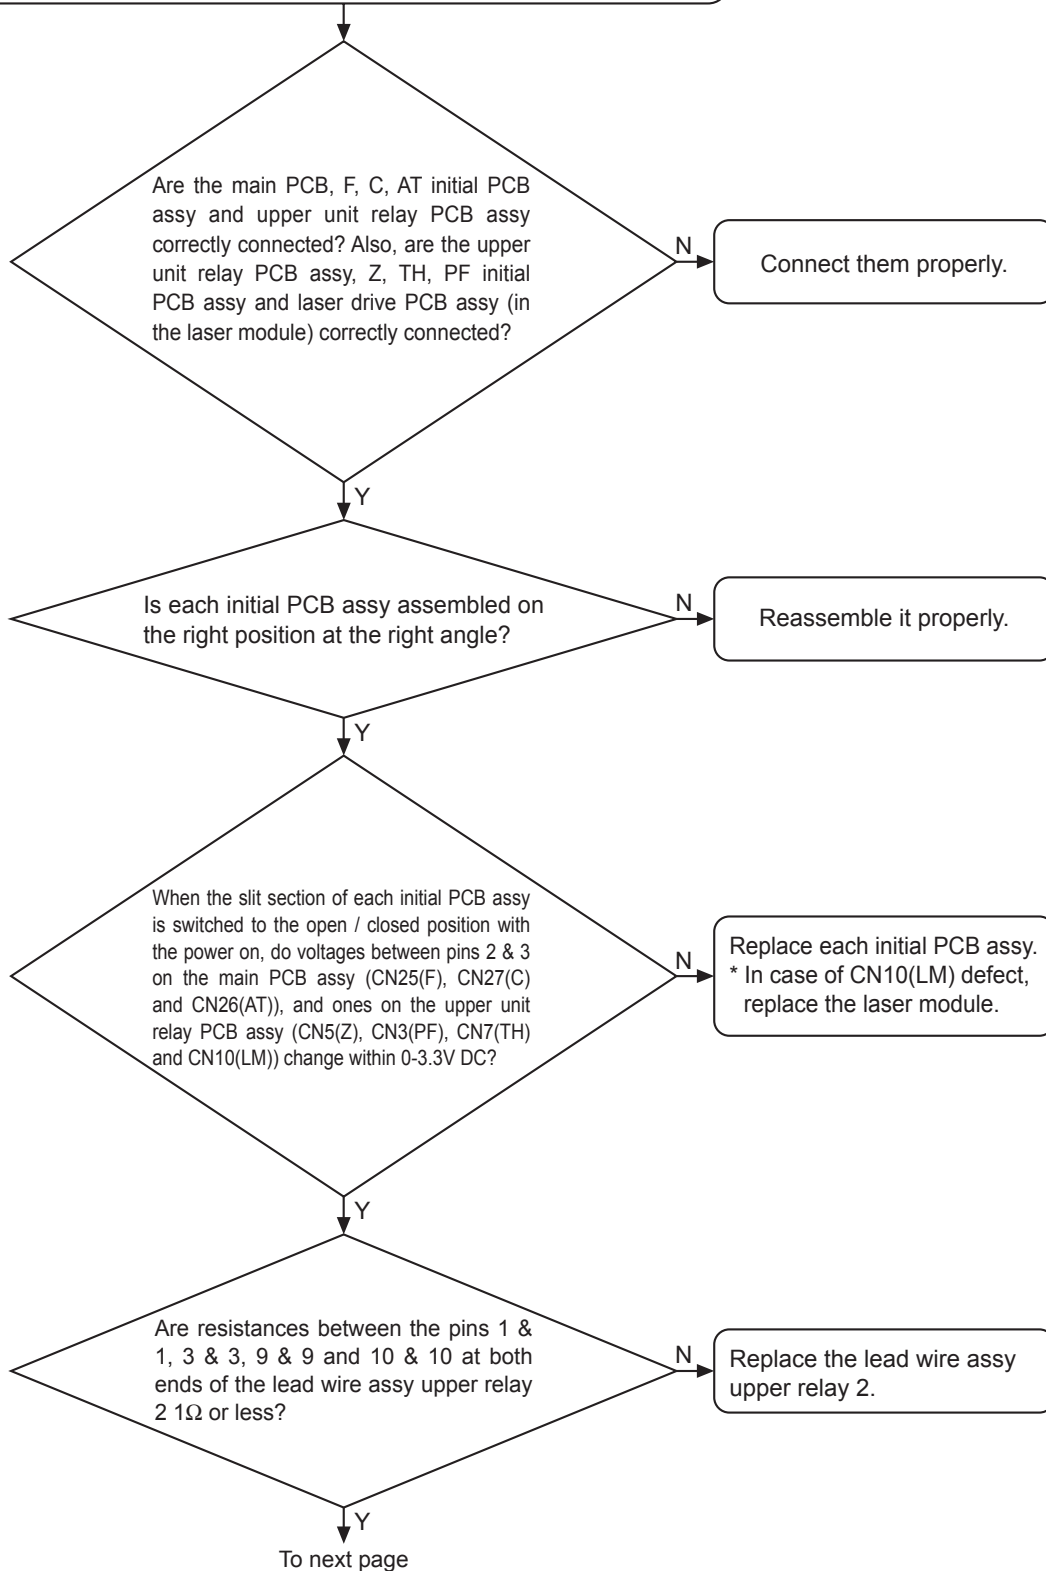 Are the main PCB, F, C, AT initial PCB
assy and upper unit relay PCB assy
correctly connected? Also, are the upper
unit relay PCB assy, Z, TH, PF initial
PCB assy and laser drive PCB assy (in
the laser module) correctly connected?
N
Connect them properly.
Y
Is each initial PCB assy assembled on
the right position at the right angle?
N
Reassemble it properly.
Y
When the slit section of each initial PCB assy
is switched to the open / closed position with
the power on, do voltages between pins 2 & 3
on the main PCB assy (CN25(F), CN27(C)
and CN26(AT)), and ones on the upper unit
relay PCB assy (CN5(Z), CN3(PF), CN7(TH)
and CN10(LM)) change within 0-3.3V DC?
N
Replace each initial PCB assy.
* In case of CN10(LM) defect,
replace the laser module.
Y
Are resistances between the pins 1 &
1, 3 & 3, 9 & 9 and 10 & 10 at both
ends of the lead wire assy upper relay
2 1Ω or less?
N
Replace the lead wire assy
upper relay 2.
Y
To next page